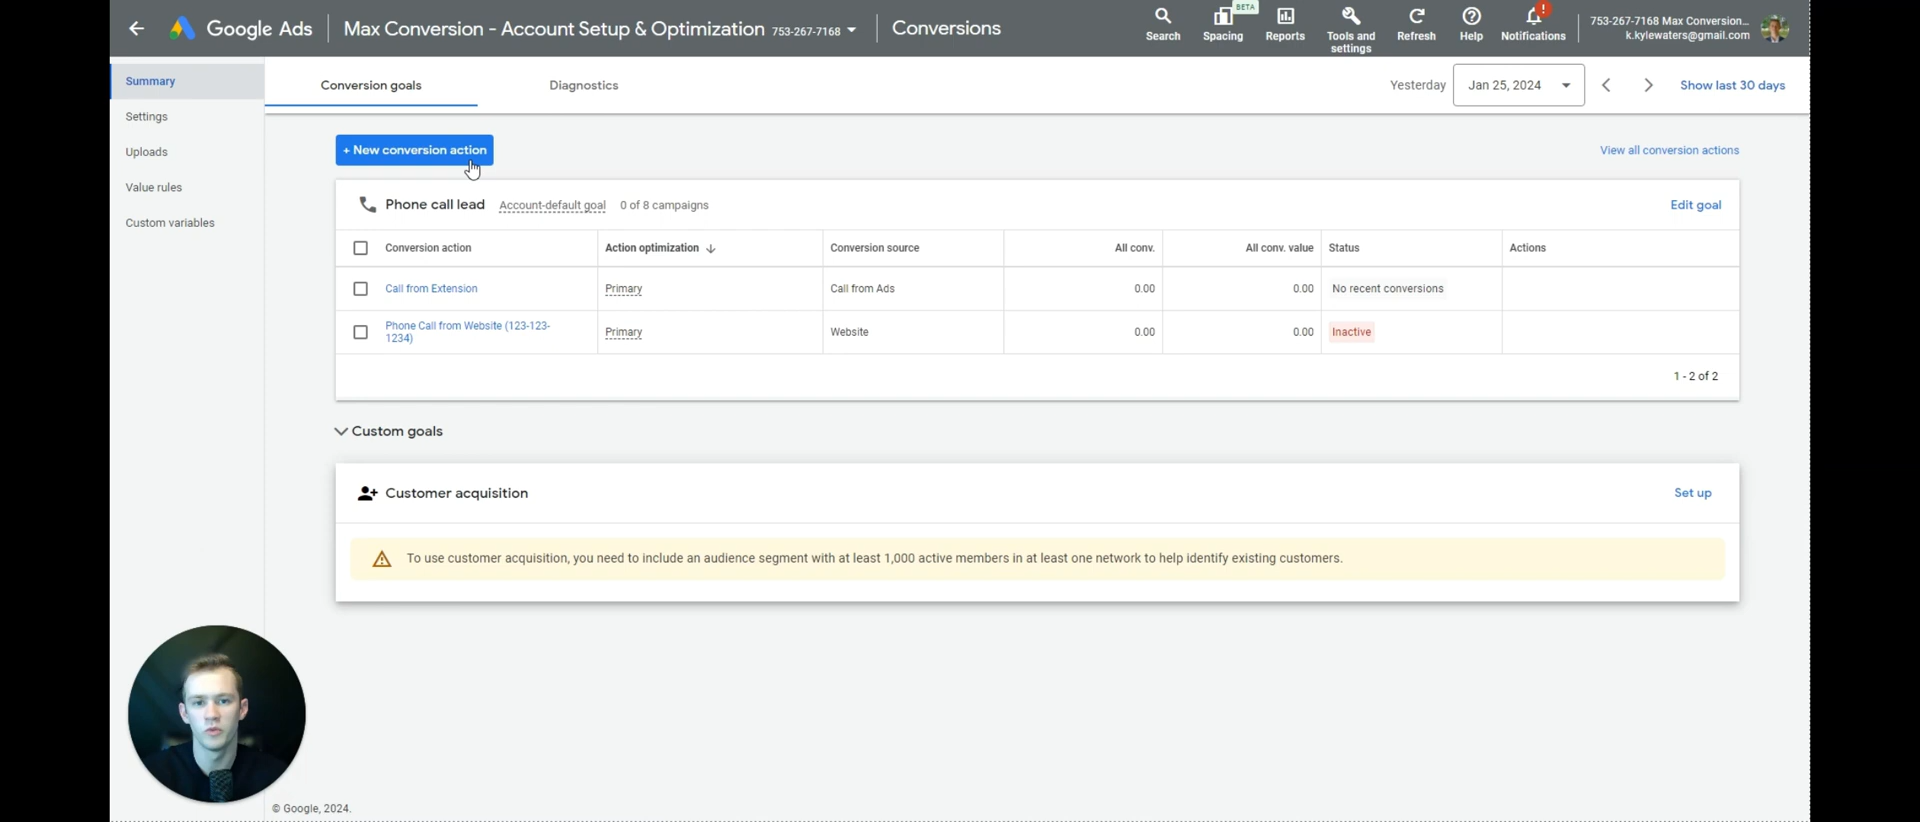 Google Ads
Max Conversion - Account Setup & Optimization 753-267-7168
Conversions
Search
BETA
Spacing
Reports
Tools and
settings
Refresh
Help
!
Notifications
753-267-7168 Max Conversion...
k.kylewaters@gmail.com
Summary
Settings
Uploads
Value rules
Custom variables
Conversion goals
Diagnostics
Yesterday
Jan 25, 2024
Show last 30 days
+ New conversion action
View all conversion actions
Phone call lead Account-default goal 0 of 8 campaigns
Edit goal
Conversion action Action optimization Conversion source All conv. All conv. value Status Actions
Call from Extension Primary Call from Ads 0.00 0.00 No recent conversions
Phone Call from Website (123-123-
1234) Primary Website 0.00 0.00 Inactive
1 - 2 of 2
Custom goals
Customer acquisition
Set up
To use customer acquisition, you need to include an audience segment with at least 1,000 active members in at least one network to help identify existing customers.
© Google, 2024.